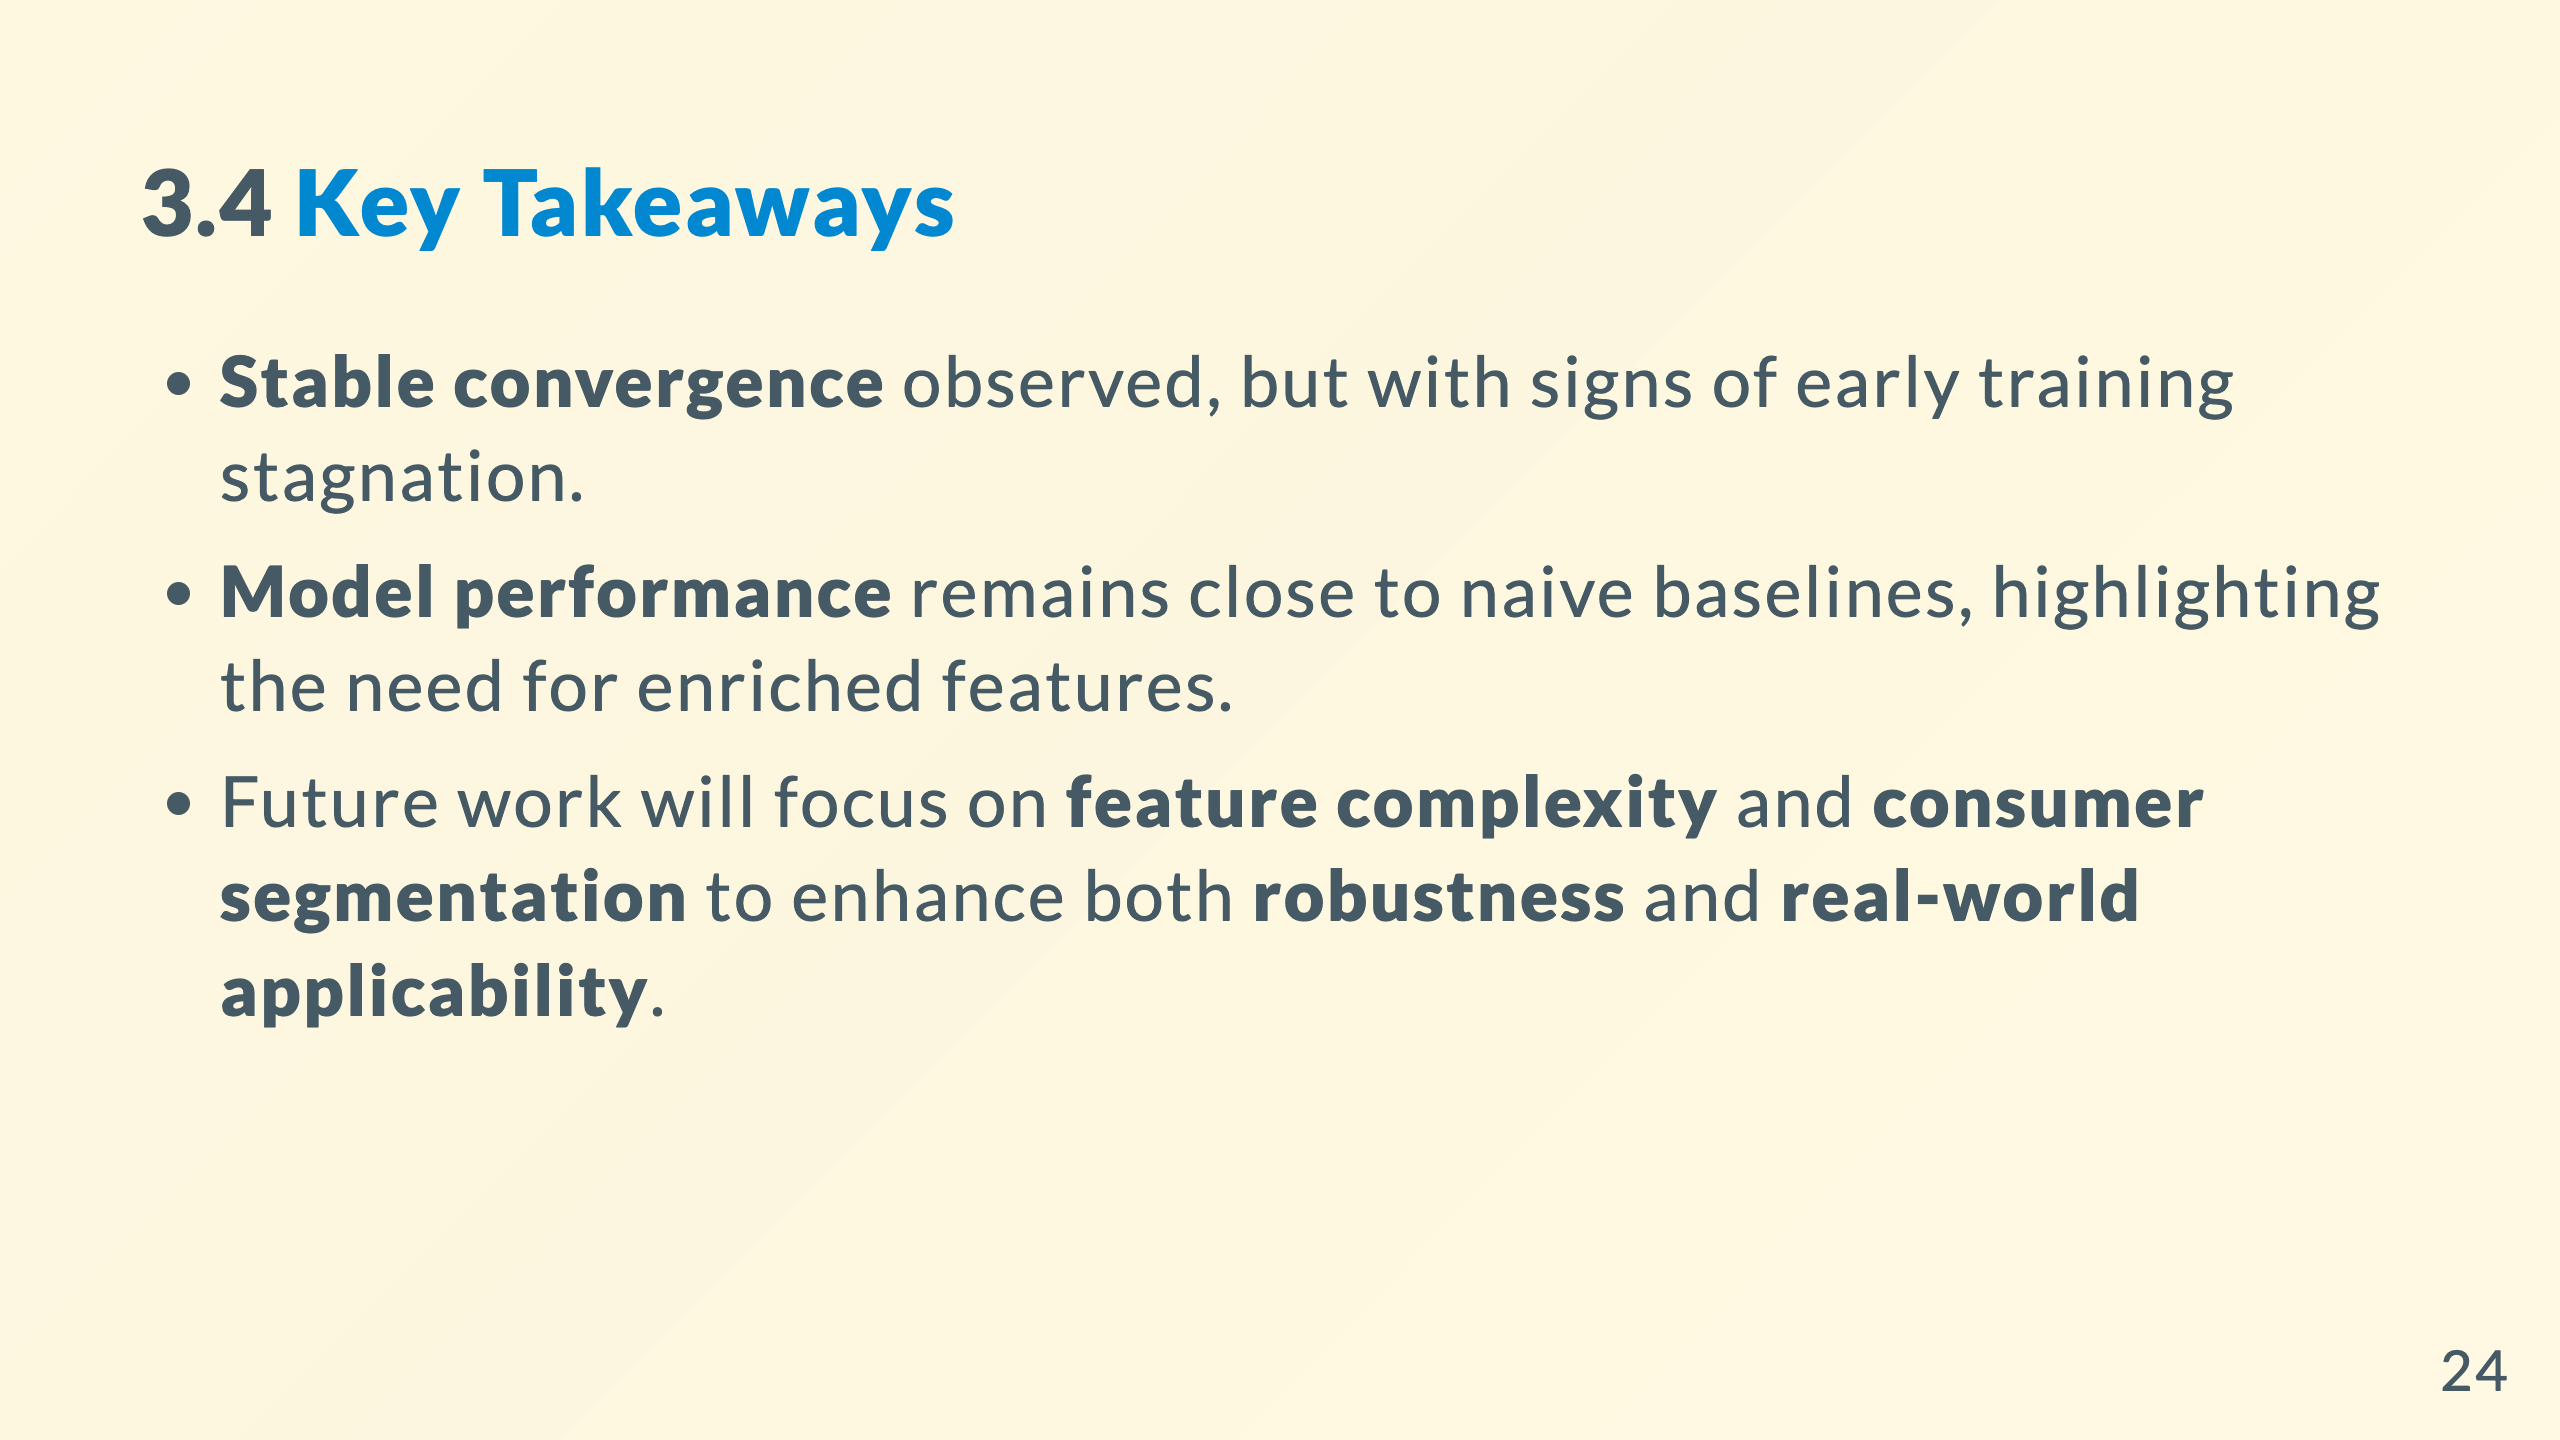 3.4 Key Takeaways
• Stable convergence observed, but with signs of early training
stagnation.
• Model performance remains close to naive baselines, highlighting
the need for enriched features.
• Future work will focus on feature complexity and consumer
segmentation to enhance both robustness and real-world
applicability.
24